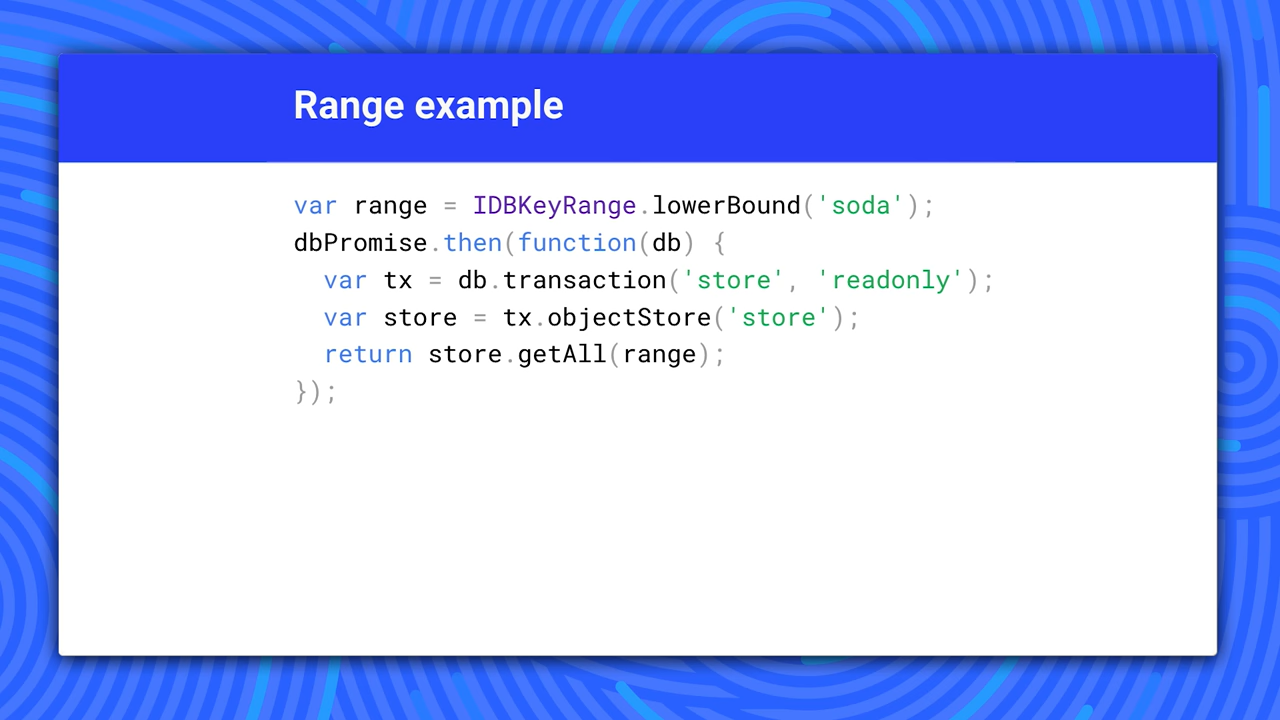 Range example
var range = IDBKeyRange.lowerBound('soda');
dbPromise.then(function(db) {
  var tx = db.transaction('store', 'readonly');
  var store = tx.objectStore('store');
  return store.getAll(range);
});